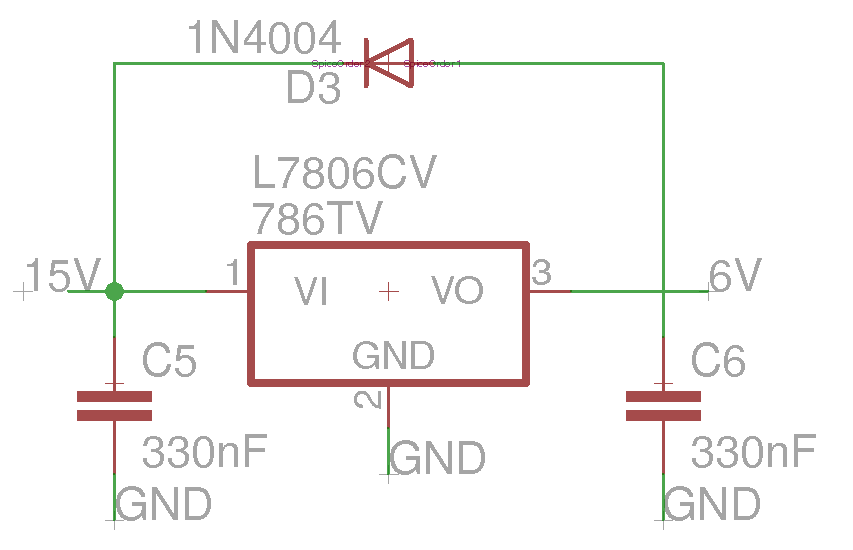 1N4004
SpiceOrder 2
SpiceOrder 1
D3
L7806CV
786TV
15V
1
VI
VO
3
6V
GND
C5
2
C6
330nF
GND
330nF
GND
GND